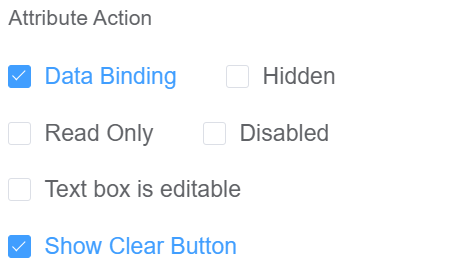 Attribute Action
Data Binding Hidden
Read Only Disabled
Text box is editable
Show Clear Button